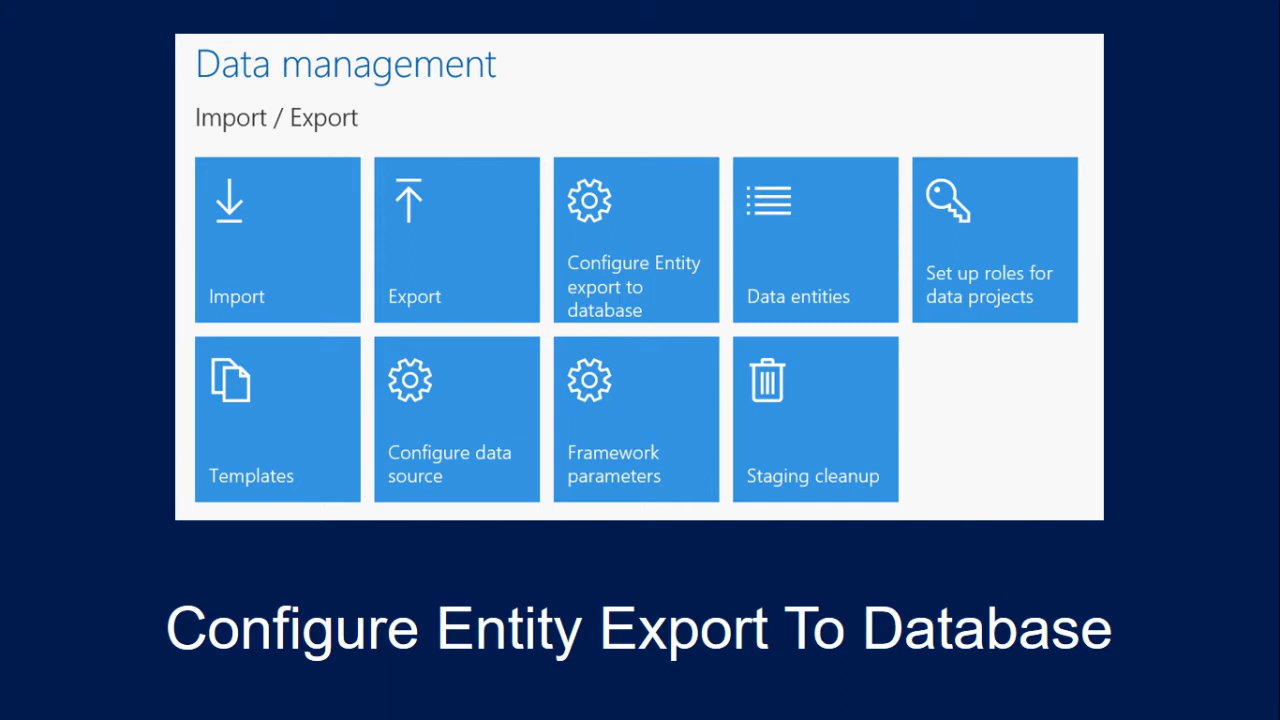 Data management
Import / Export
Import
Export
Configure Entity
export to
database
Data entities
Set up roles for
data projects
Templates
Configure data
source
Framework
parameters
Staging cleanup
Configure Entity Export To Database